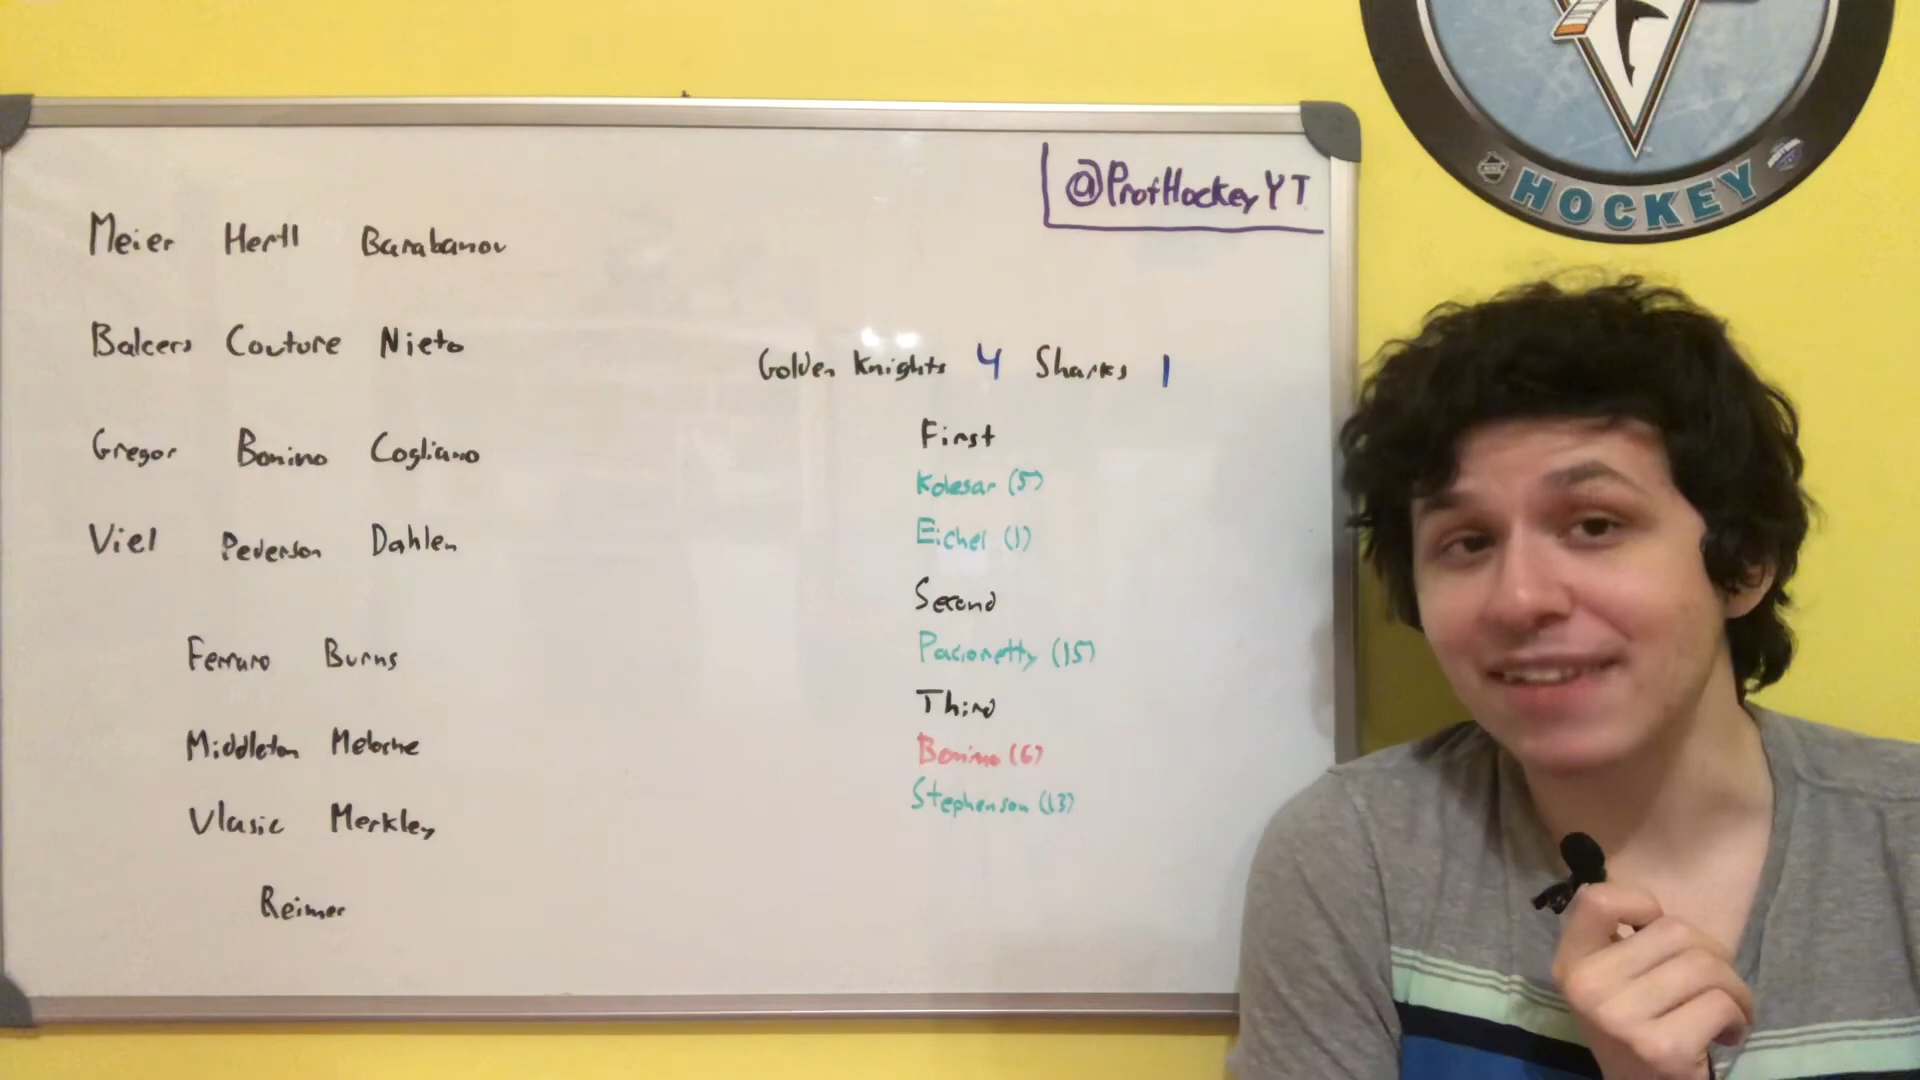 HOCKEY
@ProfHockeyYT
Meier Hertl Barabanov
Balcers Couture Nieto
Gregor Bonino Cogliano
Viel Pederson Dahlen
Ferraro Burns
Middleton Meloche
Vlasic Merkley
Reimer
Golden Knights 4 Sharks 1
First
Kolesar (5)
Eichel (1)
Second
Pacioretty (15)
Third
Bonino (6)
Stephenson (13)